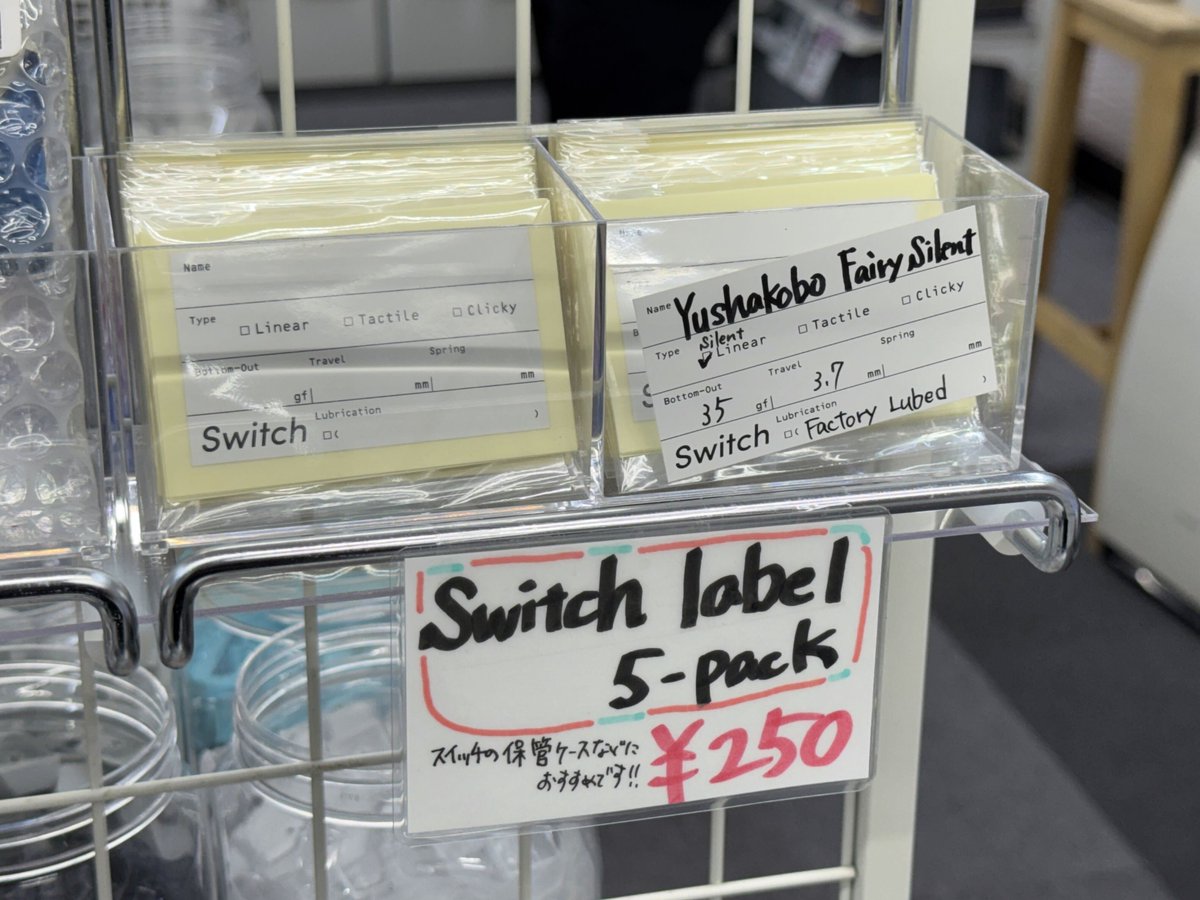 Name
Type □ Linear □ Tactile □ Clicky
Bottom-Out Travel Spring
gf mm mm
Lubrication
Switch □( )
Name Yushakobo Fairy Silent
Silent
Type ☑ Linear □ Tactile □ Clicky
Bottom-Out Travel Spring
35 gf 3.7 mm mm
Lubrication
Switch □( Factory Lubed )
Switch label
5-pack
スイッチの保管ケースなどに
おすすめです!!
¥250